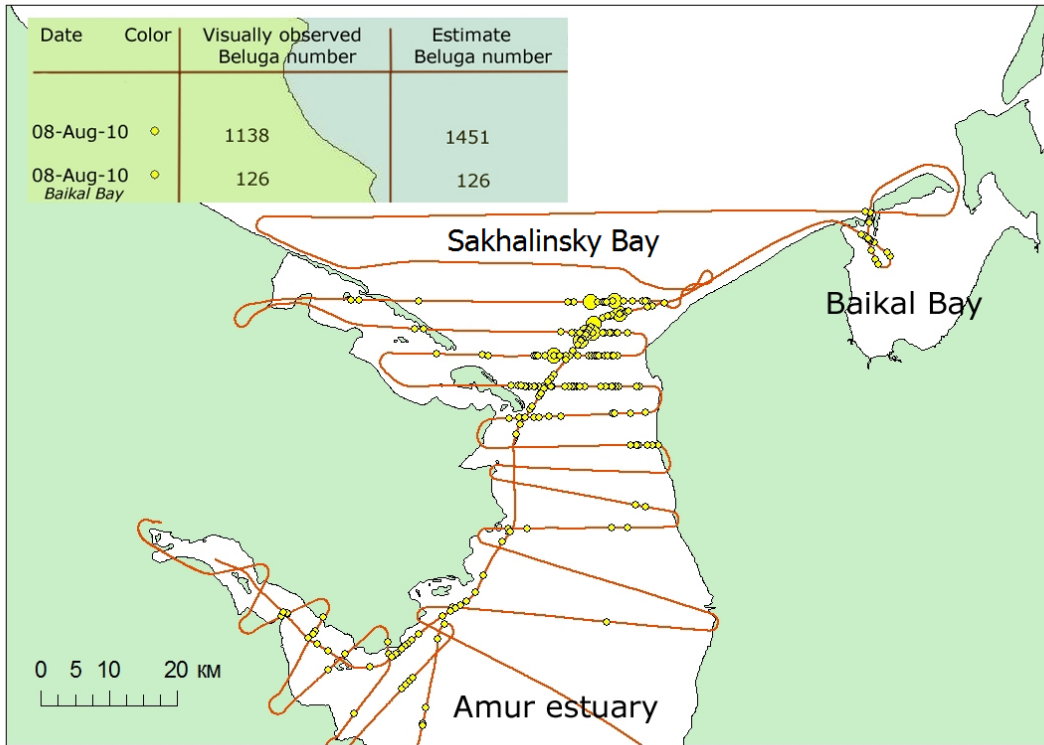 Date Color Visually observed Beluga number Estimate Beluga number
08-Aug-10 1138 1451
08-Aug-10 126 126
Baikal Bay
Sakhalinsky Bay
Baikal Bay
0 5 10 20 км
Amur estuary